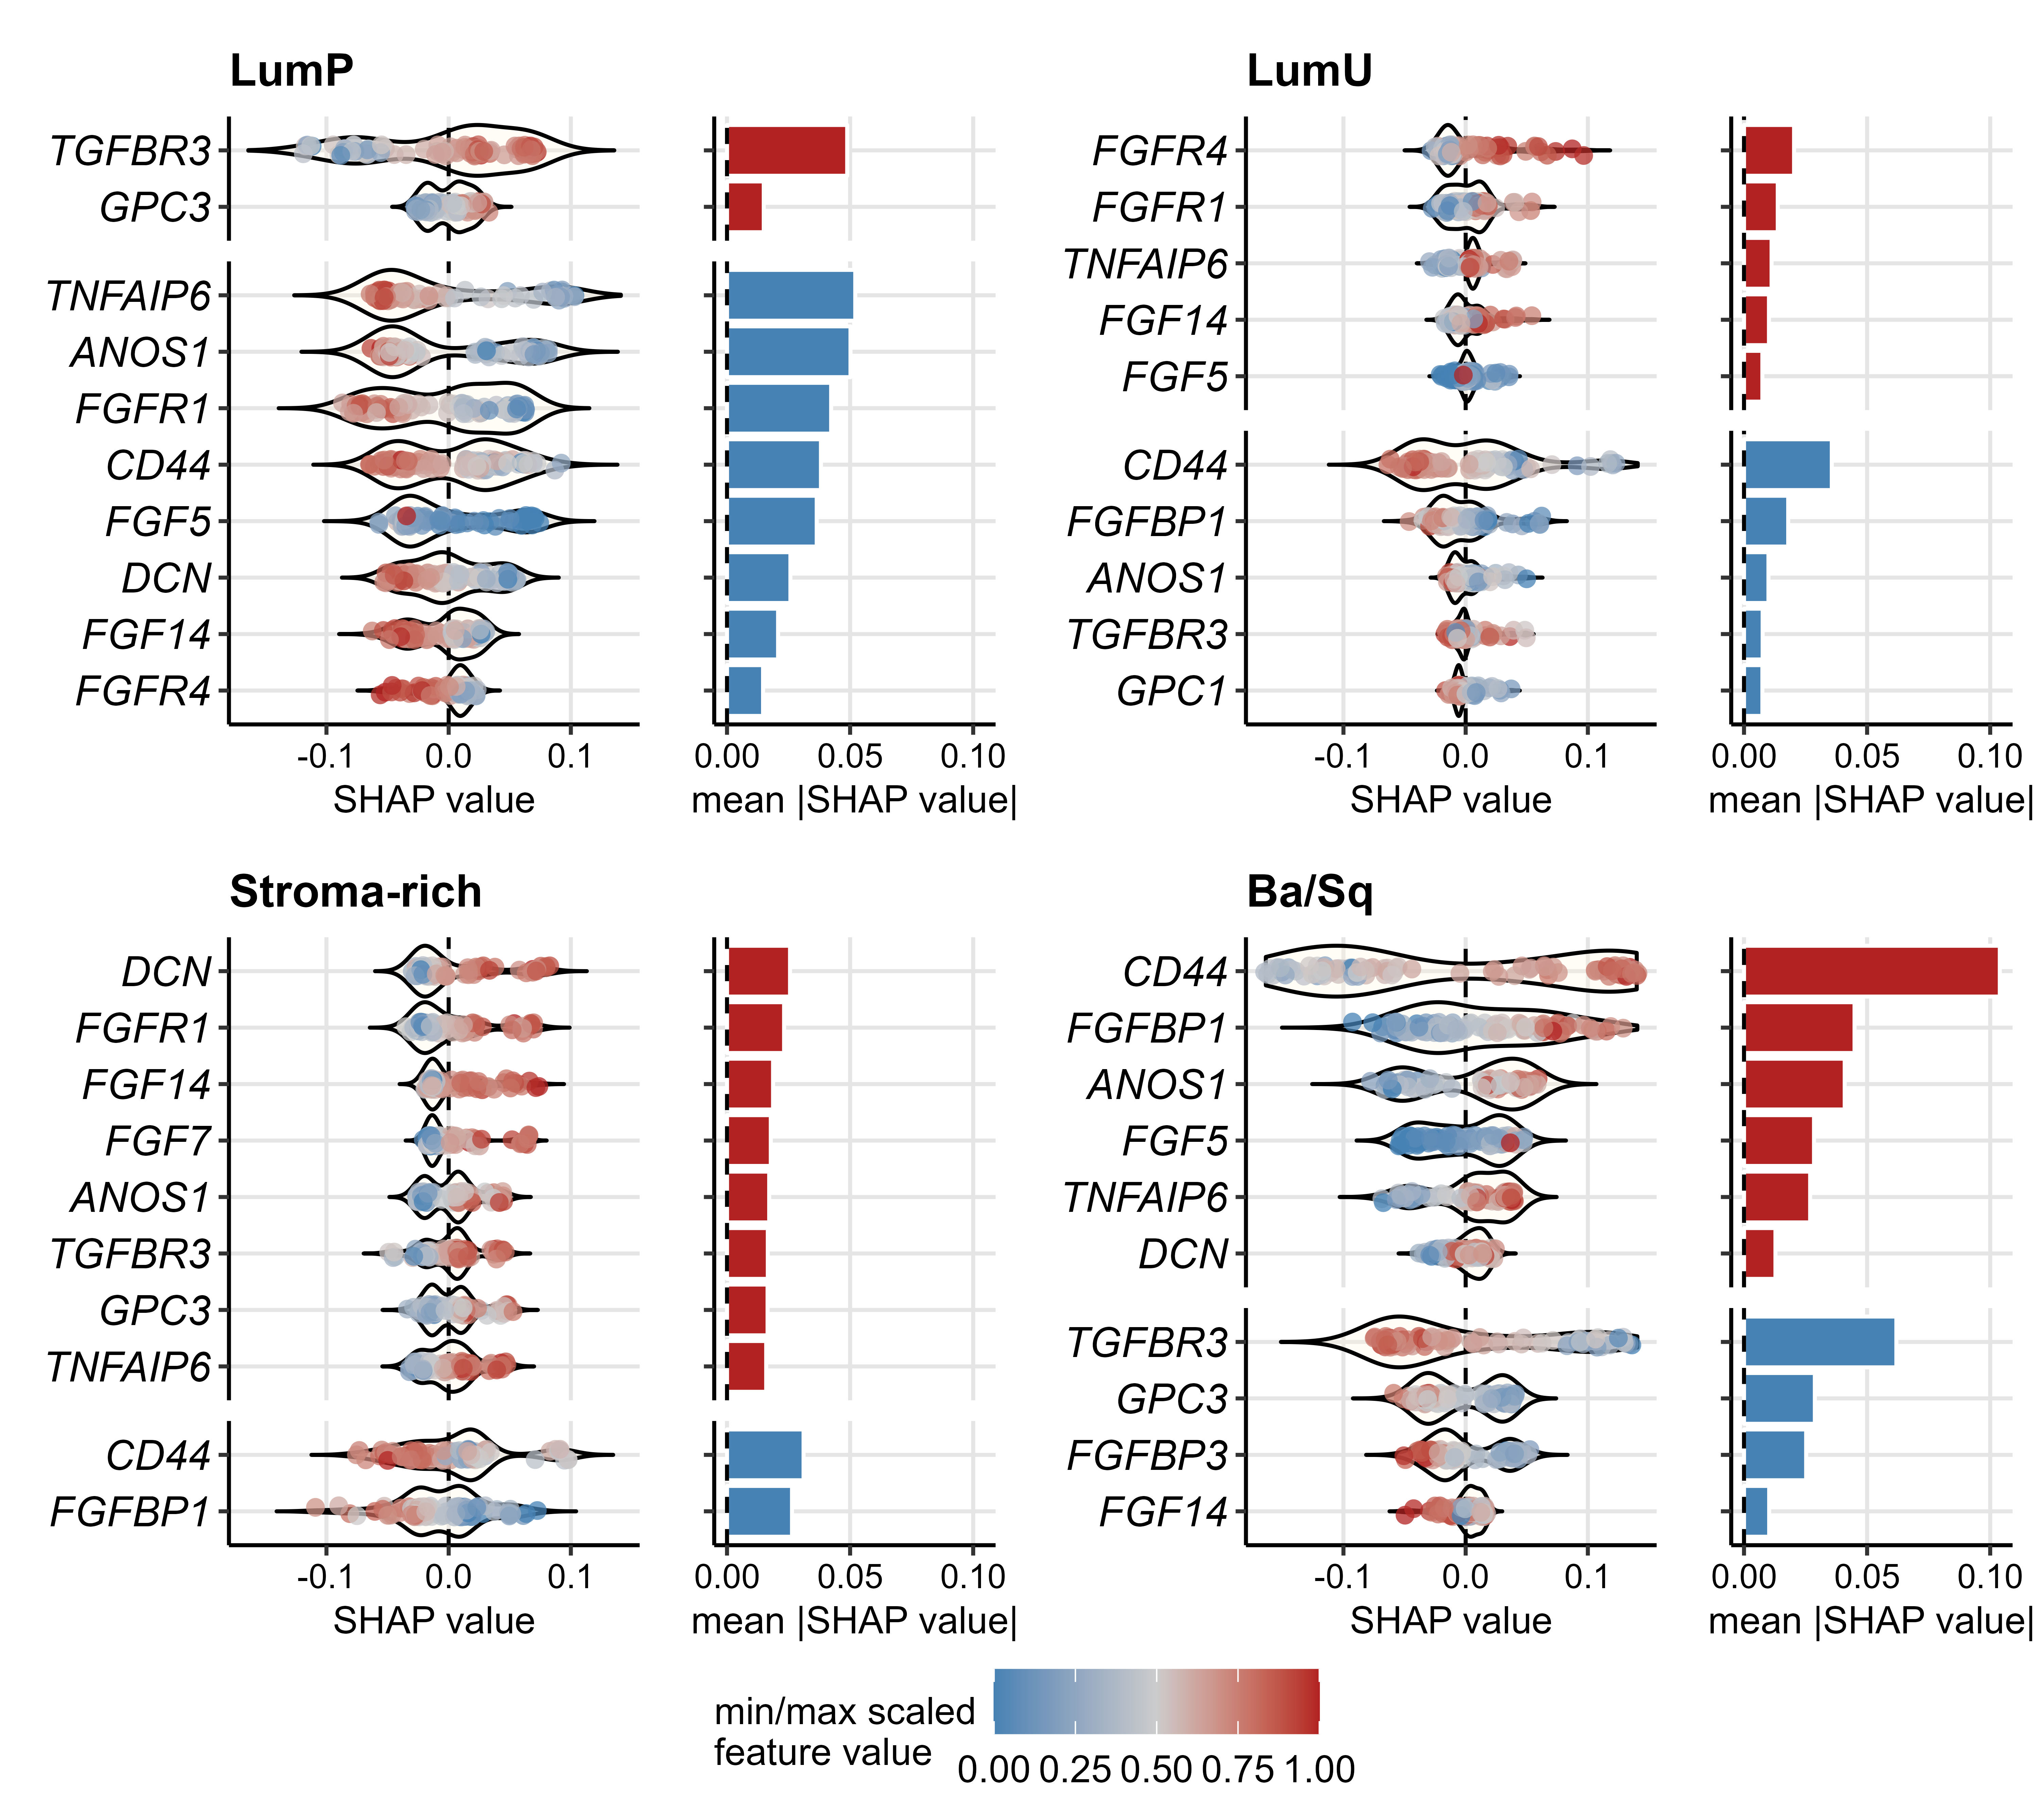 LumP
TGFBR3
GPC3
TNFAIP6
ANOS1
FGFR1
CD44
FGF5
DCN
FGF14
FGFR4
-0.1 0.0 0.1
SHAP value
0.00 0.05 0.10
mean |SHAP value|
LumU
FGFR4
FGFR1
TNFAIP6
FGF14
FGF5
CD44
FGFBP1
ANOS1
TGFBR3
GPC1
-0.1 0.0 0.1
SHAP value
0.00 0.05 0.10
mean |SHAP value|
Stroma-rich
DCN
FGFR1
FGF14
FGF7
ANOS1
TGFBR3
GPC3
TNFAIP6
CD44
FGFBP1
-0.1 0.0 0.1
SHAP value
0.00 0.05 0.10
mean |SHAP value|
Ba/Sq
CD44
FGFBP1
ANOS1
FGF5
TNFAIP6
DCN
TGFBR3
GPC3
FGFBP3
FGF14
-0.1 0.0 0.1
SHAP value
0.00 0.05 0.10
mean |SHAP value|
min/max scaled
feature value
0.00 0.25 0.50 0.75 1.00